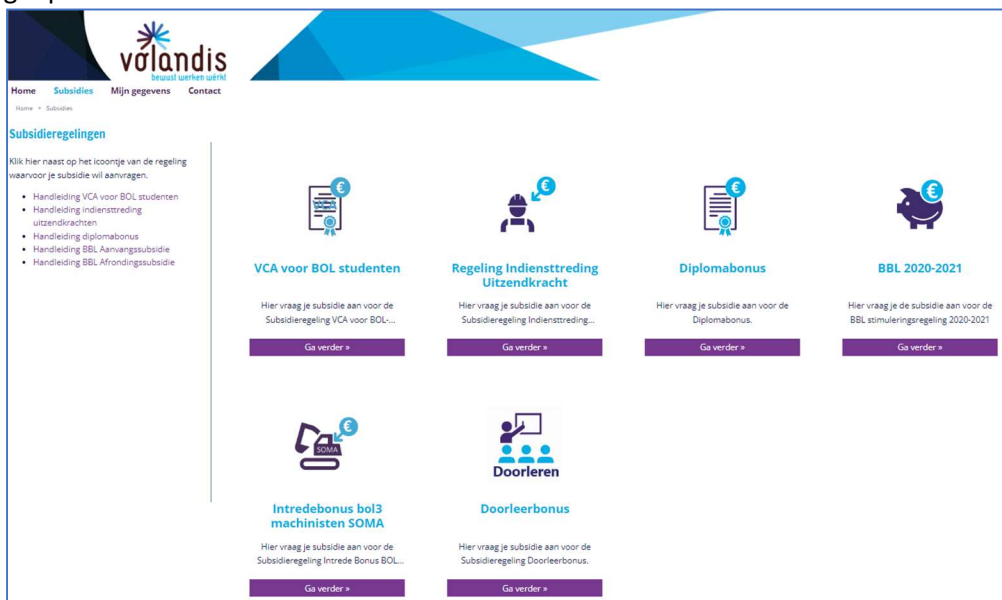 volandis
bewust werken wérkt
Home Subsidies Mijn gegevens Contact
Home » Subsidies
Subsidieregelingen
Klik hier naast op het icoontje van de regeling
waarvoor je subsidie wil aanvragen.
Handleiding VCA voor BOL studenten
Handleiding indiensttreding
uitzendkrachten
Handleiding diplomabonus
Handleiding BBL Aanvangssubsidie
Handleiding BBL Afrondingssubsidie
€
VCA
VCA voor BOL studenten
Hier vraag je subsidie aan voor de
Subsidieregeling VCA voor BOL-...
Ga verder »
€
Regeling Indiensttreding
Uitzendkracht
Hier vraag je subsidie aan voor de
Subsidieregeling Indiensttreding...
Ga verder »
€
Diplomabonus
Hier vraag je subsidie aan voor de
Diplomabonus.
Ga verder »
€
BBL 2020-2021
Hier vraag je de subsidie aan voor de
BBL stimuleringsregeling 2020-2021
Ga verder »
€
SOMA
Intredebonus bol3
machinisten SOMA
Hier vraag je subsidie aan voor de
Subsidieregeling Intrede Bonus BOL...
Ga verder »
Doorleren
Doorleerbonus
Hier vraag je subsidie aan voor de
Subsidieregeling Doorleerbonus.
Ga verder »